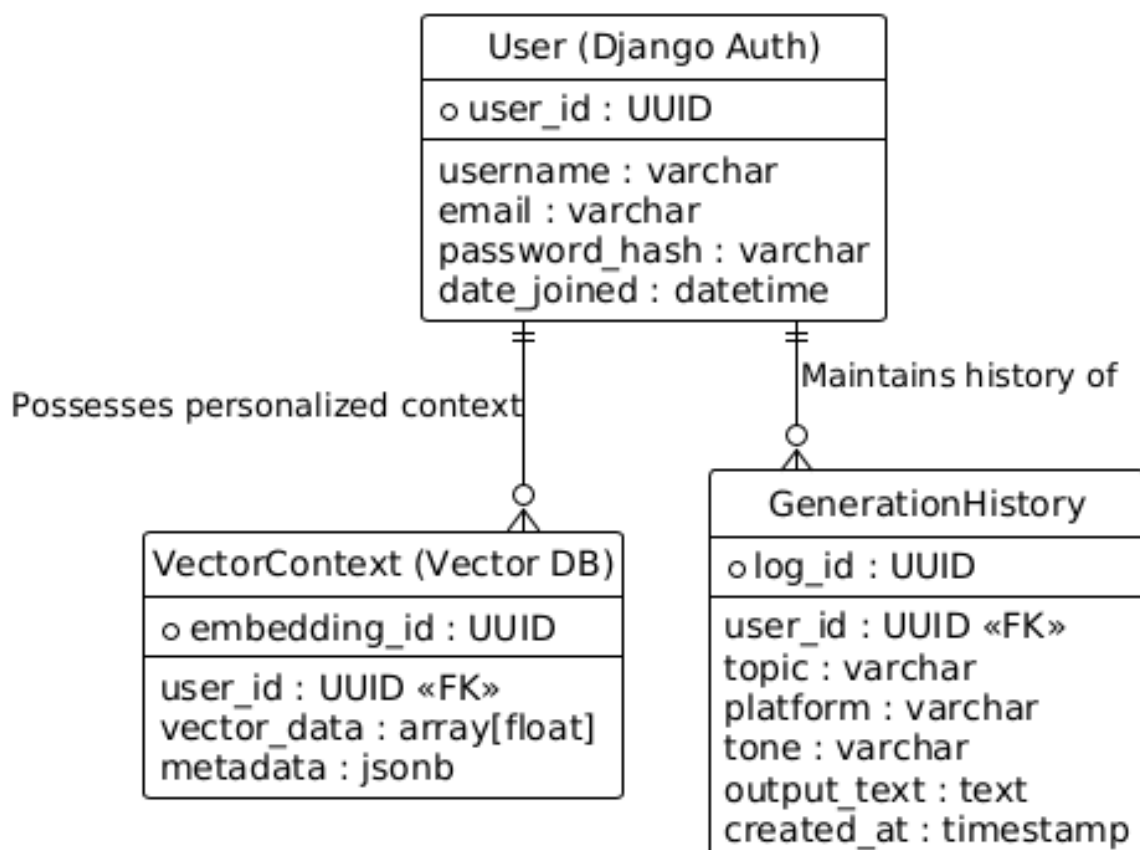 User (Django Auth)
user_id : UUID
username : varchar
email : varchar
password_hash : varchar
date_joined : datetime
Possesses personalized context
Maintains history of
VectorContext (Vector DB)
embedding_id : UUID
user_id : UUID «FK»
vector_data : array[float]
metadata : jsonb
GenerationHistory
log_id : UUID
user_id : UUID «FK»
topic : varchar
platform : varchar
tone : varchar
output_text : text
created_at : timestamp